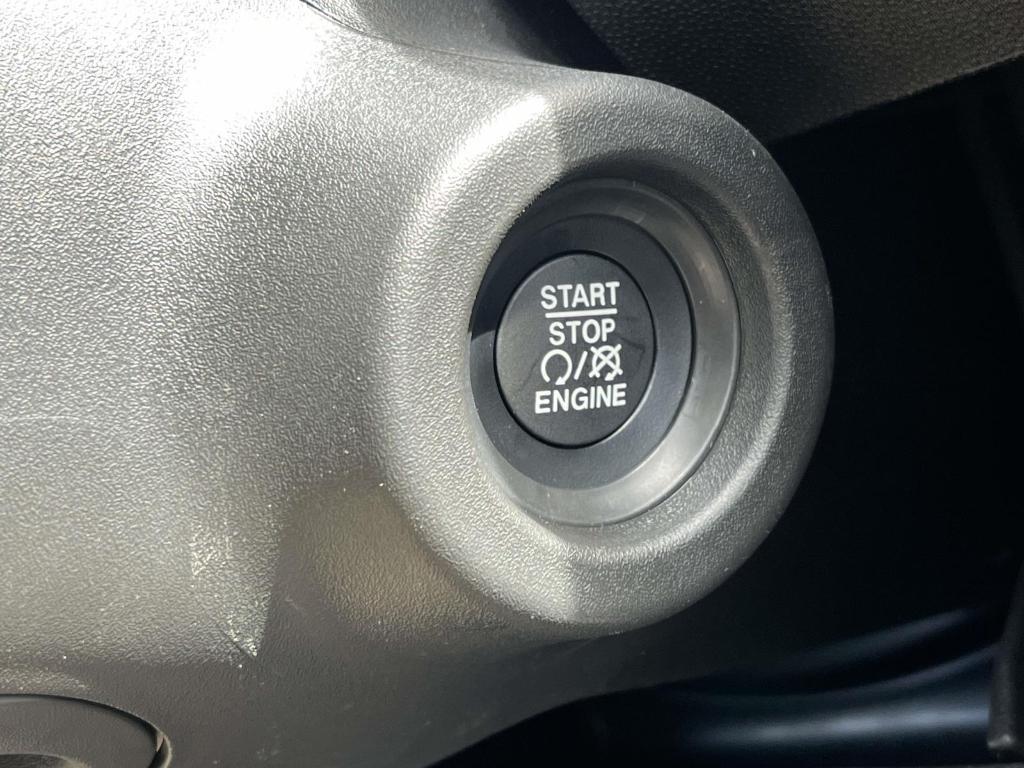 START
STOP
/
ENGINE